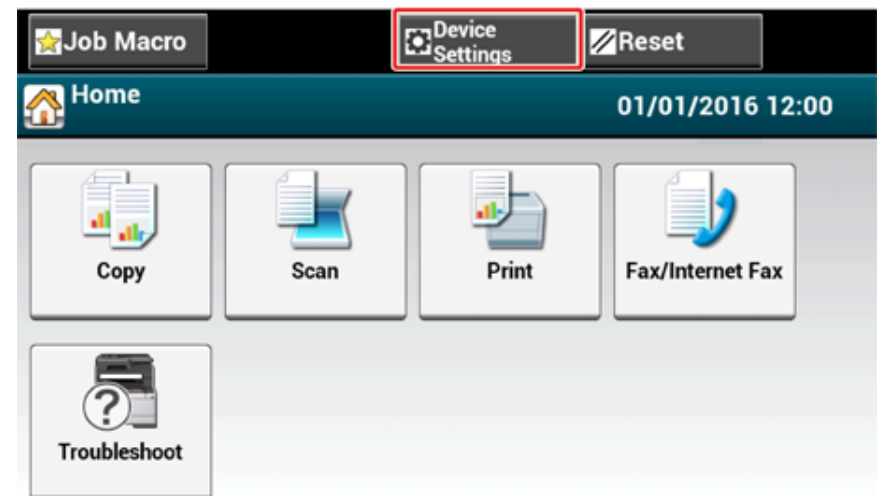 Job Macro
Device
Settings
Reset
Home
01/01/2016 12:00
Copy
Scan
Print
Fax/Internet Fax
?
Troubleshoot